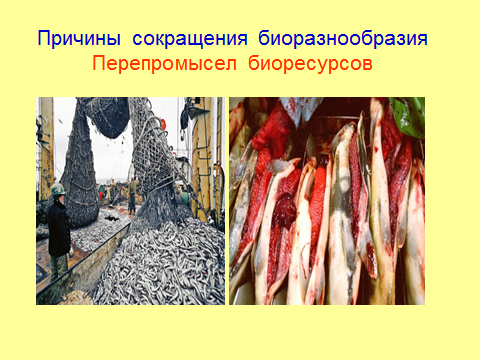 Причины сокращения биоразнообразия
Перепромысел биоресурсов